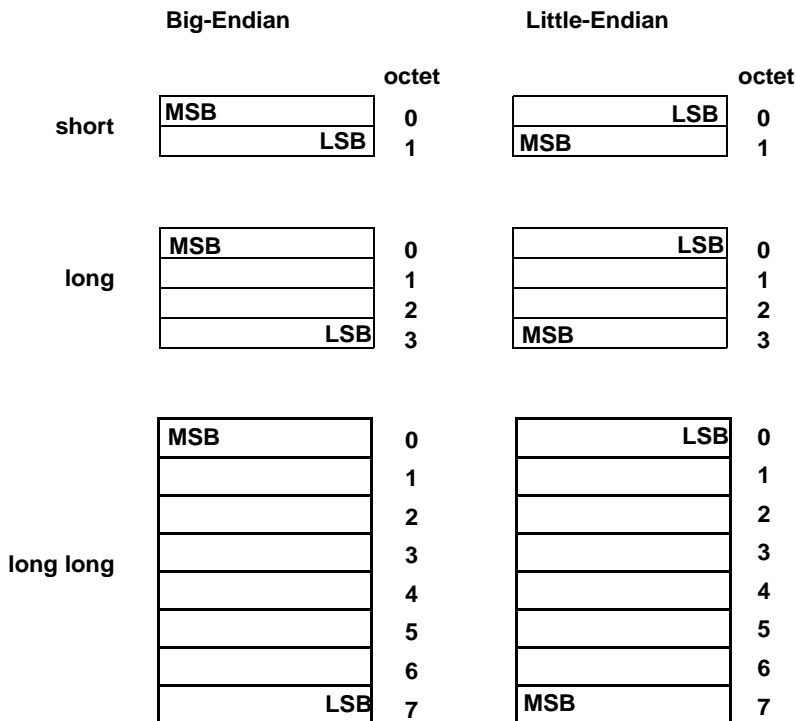 Big-Endian Little-Endian
octet octet
MSB LSB 0 0
short
LSB 1 MSB 1
MSB 0 LSB 0
long 1 1
2 2
LSB 3 MSB 3
MSB 0 LSB 0
1 1
2 2
3 3
long long
4 4
5 5
6 6
LSB 7 MSB 7